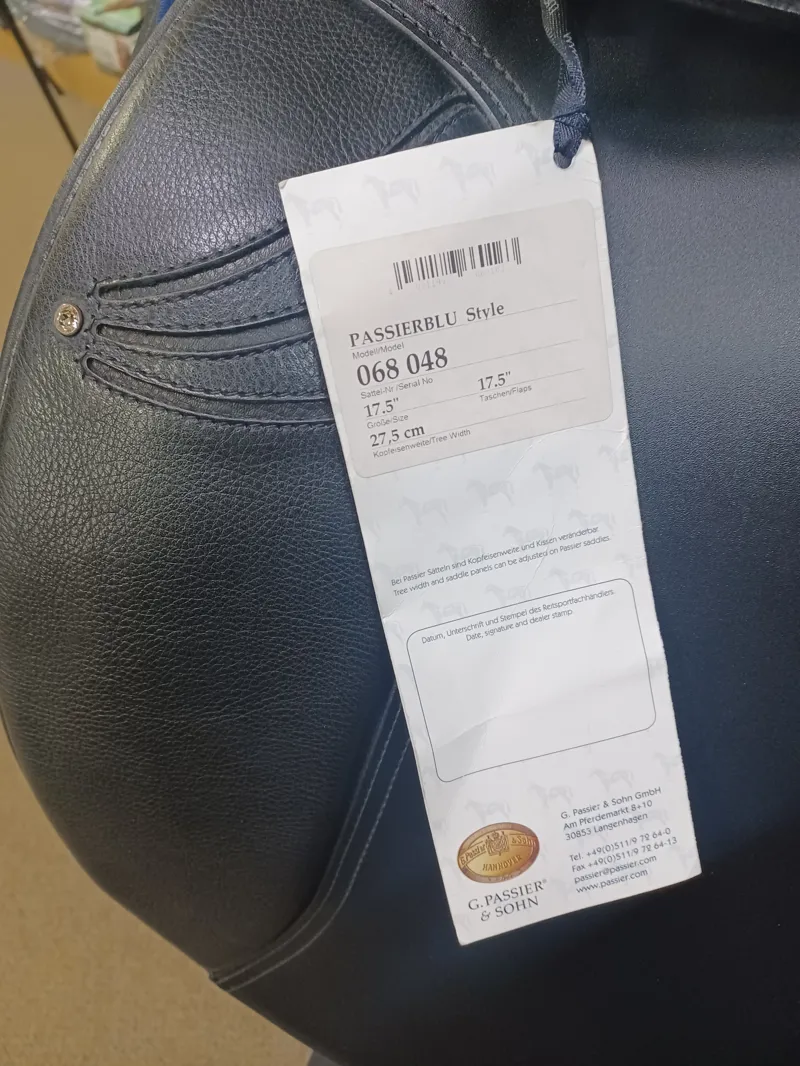 PASSIERBLU Style
Modell/Model
068 048
Sattel-Nr./Serial No
17.5" 17.5"
Größe/Size Taschen/Flaps
27,5 cm
Kopfeisenweite/Tree Width
Bei Passier Sätteln sind Kopfeisenweite und Kissen veränderbar.
Tree width and saddle panels can be adjusted on Passier saddles.
Datum, Unterschrift und Stempel des Reitsportfachhändlers:
Date, signature and dealer stamp
G. Passier & Sohn
HANNOVER
G. PASSIER®
& SOHN
G. Passier & Sohn GmbH
Am Pferdemarkt 8+10
30853 Langenhagen
Tel. +49(0)511/9 72 64-0
Fax +49(0)511/9 72 64-13
passier@passier.com
www.passier.com